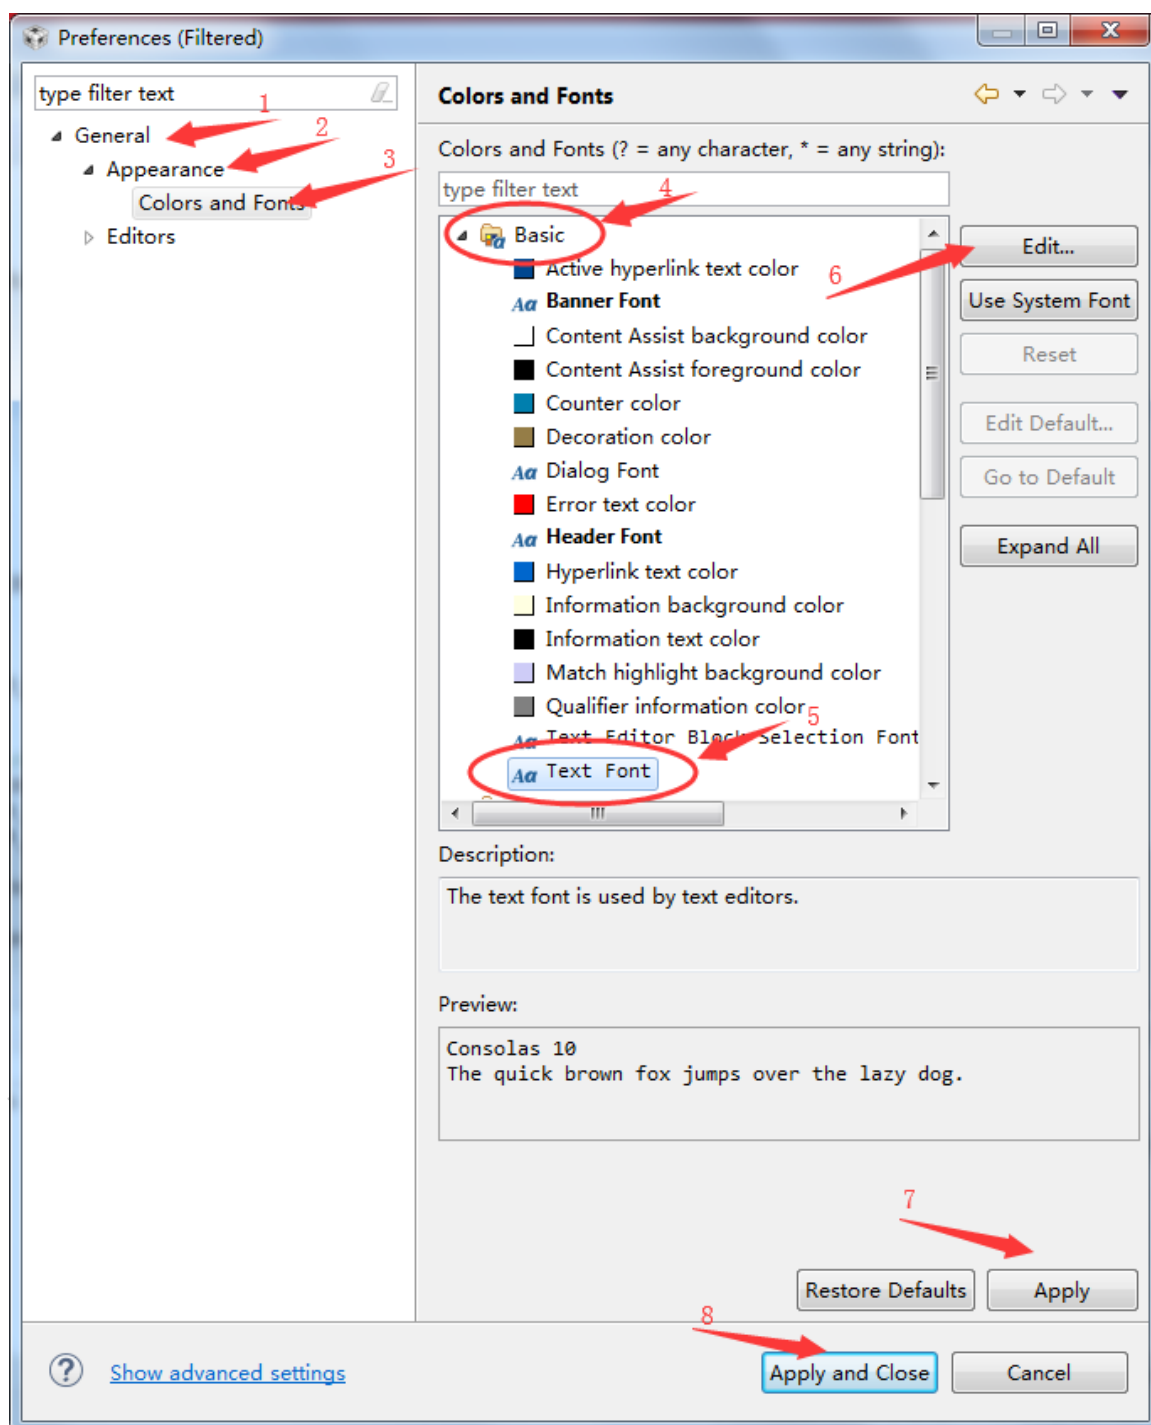 Preferences (Filtered)
type filter text
1
General
2
Appearance
3
Colors and Fonts
Editors
Colors and Fonts
Colors and Fonts (? = any character, * = any string):
type filter text
4
Basic
Active hyperlink text color
Banner Font
Content Assist background color
Content Assist foreground color
Counter color
Decoration color
Dialog Font
Error text color
Header Font
Hyperlink text color
Information background color
Information text color
Match highlight background color
Qualifier information color
5
Text Editor Block Selection Font
Text Font
6
Edit...
Use System Font
Reset
Edit Default...
Go to Default
Expand All
Description:
The text font is used by text editors.
Preview:
Consolas 10
The quick brown fox jumps over the lazy dog.
7
Restore Defaults
Apply
8
Show advanced settings
Apply and Close
Cancel